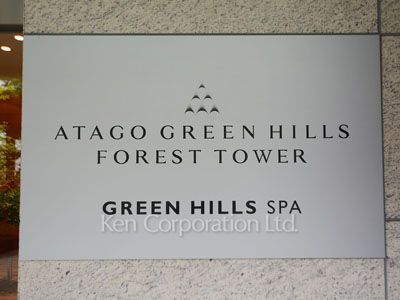 ATAGO GREEN HILLS
FOREST TOWER
GREEN HILLS SPA
Ken Corporation Ltd.